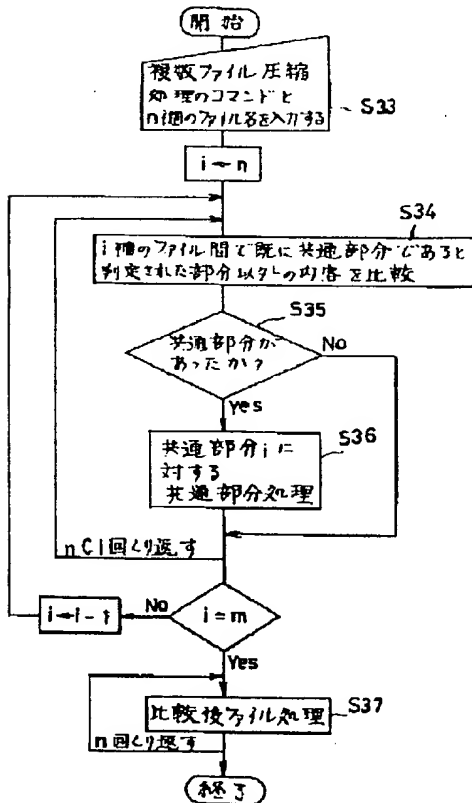 開始
複数ファイル圧縮
処理のコマンドと
n個のファイル名を入力する
S33
i←n
S34
i個のファイル間で既に共通部分であると
判定された部分以外の内容を比較
S35
共通部分が
あったか?
No
Yes
共通部分iに
対する
共通部分処理
S36
nCi回くり返す
i←i-1
No
i=m
Yes
比較後ファイル処理
S37
n回くり返す
終了